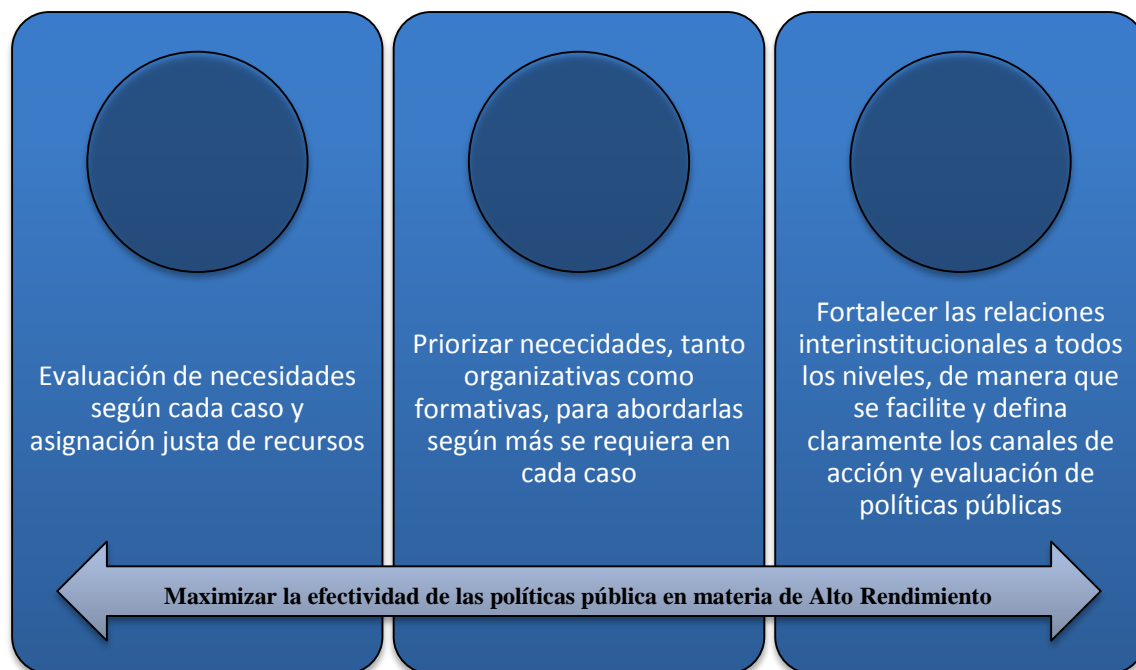 Evaluación de necesidades
según cada caso y
asignación justa de recursos
Priorizar nececidades, tanto
organizativas como
formativas, para abordarlas
según más se requiera en
cada caso
Fortalecer las relaciones
interinstitucionales a todos
los niveles, de manera que
se facilite y defina
claramente los canales de
acción y evaluación de
políticas públicas
Maximizar la efectividad de las políticas pública en materia de Alto Rendimiento